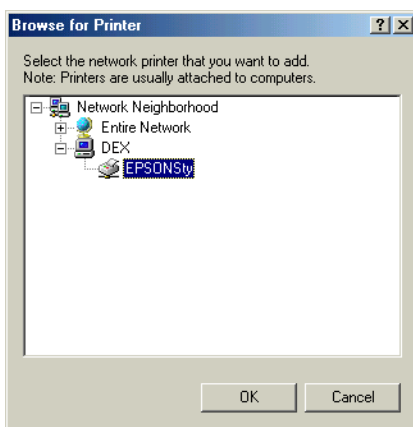 Browse for Printer
Select the network printer that you want to add.
Note: Printers are usually attached to computers.
Network Neighborhood
Entire Network
DEX
EPSONSty
OK Cancel